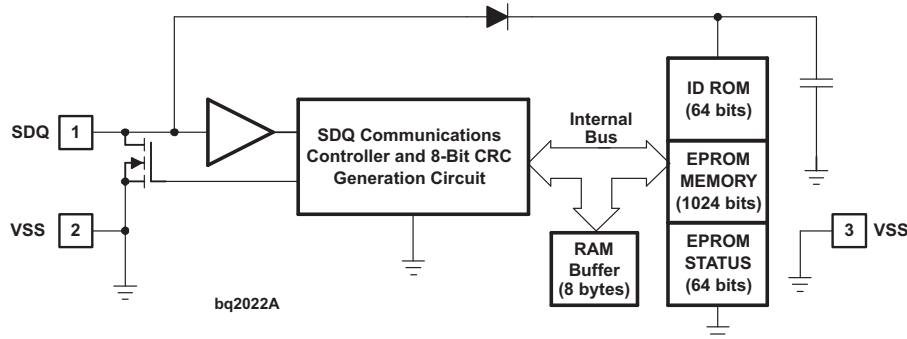 ID ROM
(64 bits)
SDQ
1
SDQ Communications
Controller and 8-Bit CRC
Generation Circuit
Internal
Bus
EPROM
MEMORY
(1024 bits)
VSS
2
RAM
Buffer
(8 bytes)
EPROM
STATUS
(64 bits)
3
VSS
bq2022A